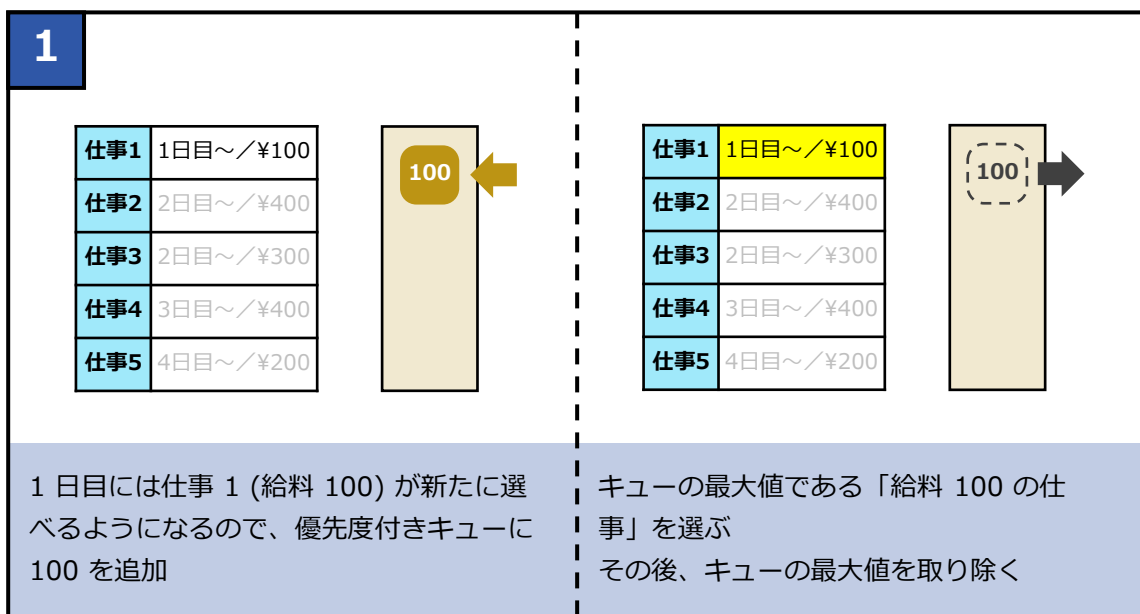 1
仕事1 1日目～／¥100
仕事2 2日目～／¥400
仕事3 2日目～／¥300
仕事4 3日目～／¥400
仕事5 4日目～／¥200
100
1 日目には仕事 1 (給料 100) が新たに選
べるようになるので、優先度付きキューに
100 を追加
仕事1 1日目～／¥100
仕事2 2日目～／¥400
仕事3 2日目～／¥300
仕事4 3日目～／¥400
仕事5 4日目～／¥200
100
キューの最大値である「給料 100 の仕
事」を選ぶ
その後、キューの最大値を取り除く